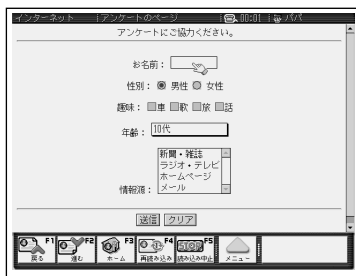 インターネット アンケートのページ 00:01 パパ
アンケートにご協力ください。
お名前：
性別： 男性 女性
趣味： 車 歌 旅 話
年齢： 10代
新聞・雑誌
ラジオ・テレビ
ホームページ
情報源： メール
送信 クリア
F1 F2 F3 F4 F5
戻る 進む ホーム 再読み込み 読み込み中止 メニュー